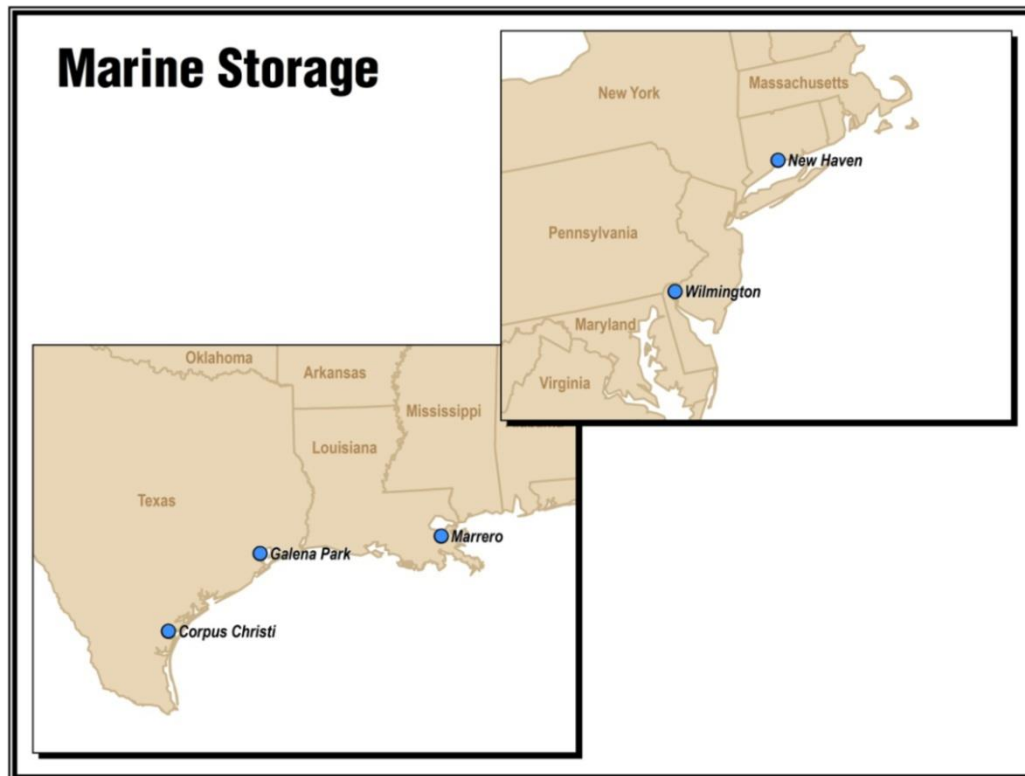 Marine Storage
New York
Massachusetts
New Haven
Pennsylvania
Wilmington
Maryland
Virginia
Oklahoma
Arkansas
Mississippi
Louisiana
Texas
Marrero
Galena Park
Corpus Christi